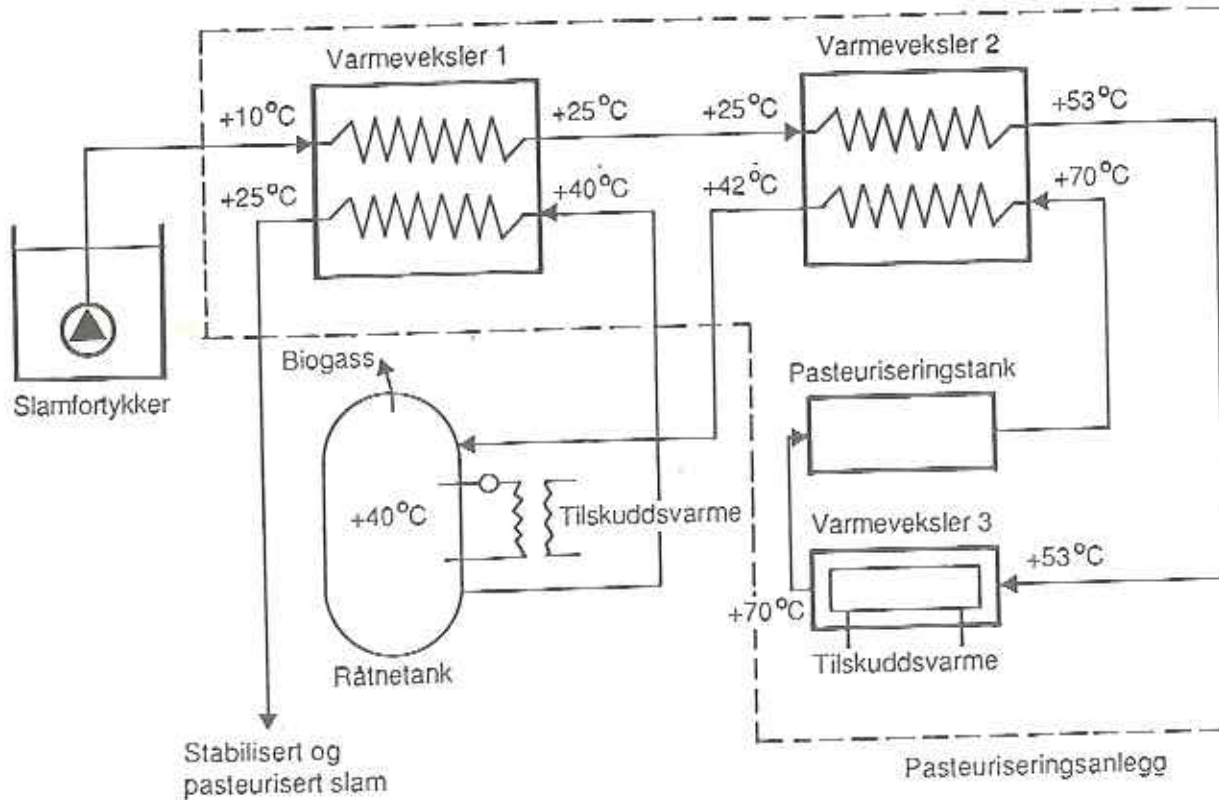 Varmeveksler 1
Varmeveksler 2
+10°C
+25°C
+25°C
+53°C
+25°C
+40°C
+42°C
+70°C
Slamfortykker
Biogass
Pasteuriseringstank
+40°C
Tilskuddsvarme
Varmeveksler 3
+53°C
+70°C
Tilskuddsvarme
Råtnetank
Stabilisert og
pasteurisert slam
Pasteuriseringsanlegg